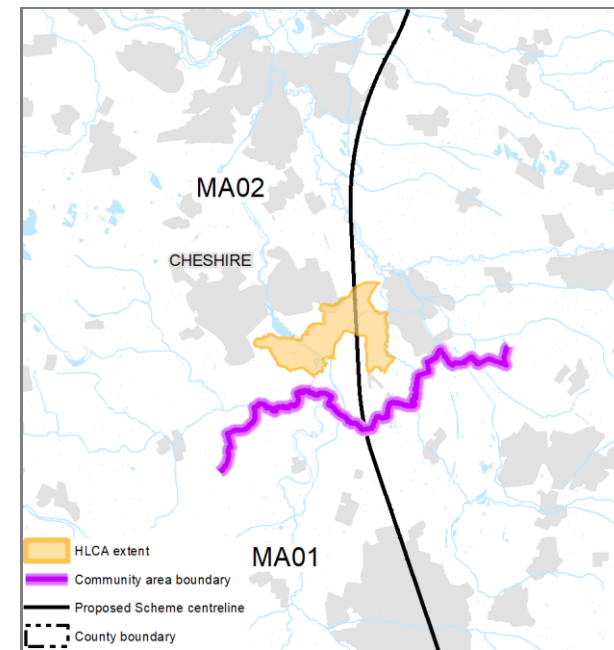 MA02
CHESHIRE
MA01
HLCA extent
Community area boundary
Proposed Scheme centreline
County boundary